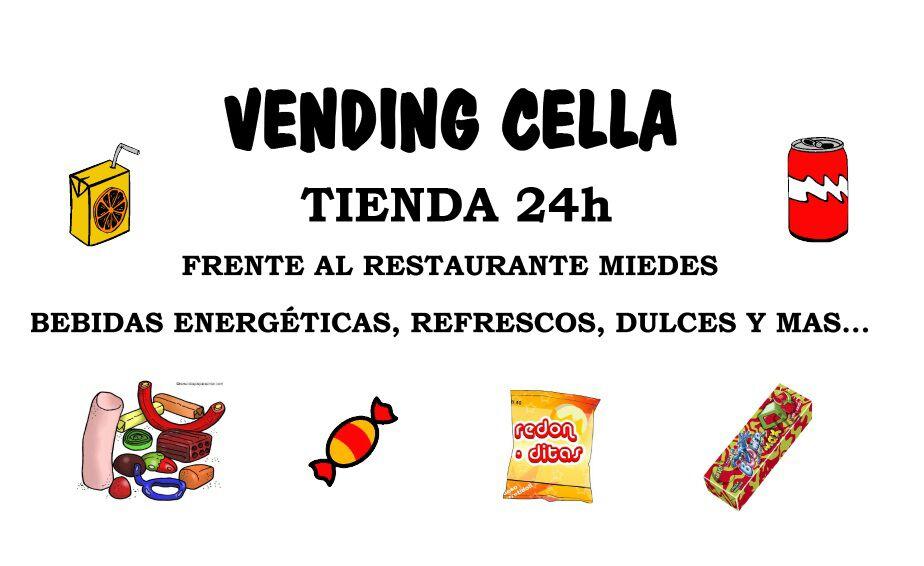 VENDING CELLA
TIENDA 24h
FRENTE AL RESTAURANTE MIEDES
BEBIDAS ENERGÉTICAS, REFRESCOS, DULCES Y MAS...
redon
ditas